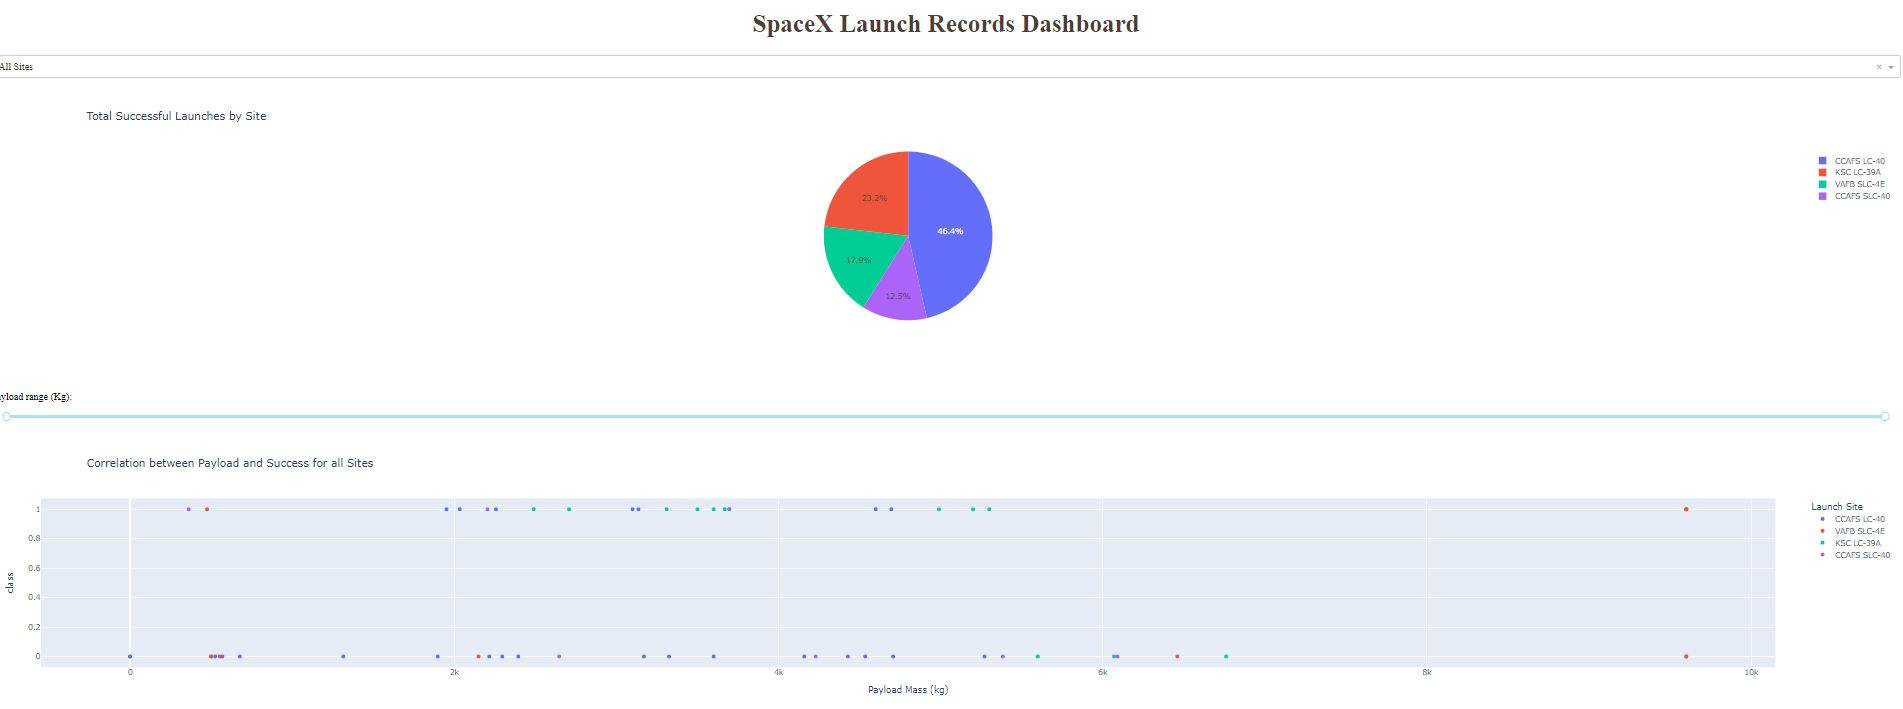 SpaceX Launch Records Dashboard
All Sites
× 
Total Successful Launches by Site
46.4%
23.2%
17.9%
12.5%
CCAFS LC-40
KSC LC-39A
VAFB SLC-4E
CCAFS SLC-40
yload range (Kg):
Correlation between Payload and Success for all Sites
1
0.8
0.6
0.4
0.2
0
class
0 2k 4k 6k 8k 10k
Payload Mass (kg)
Launch Site
CCAFS LC-40
VAFB SLC-4E
KSC LC-39A
CCAFS SLC-40